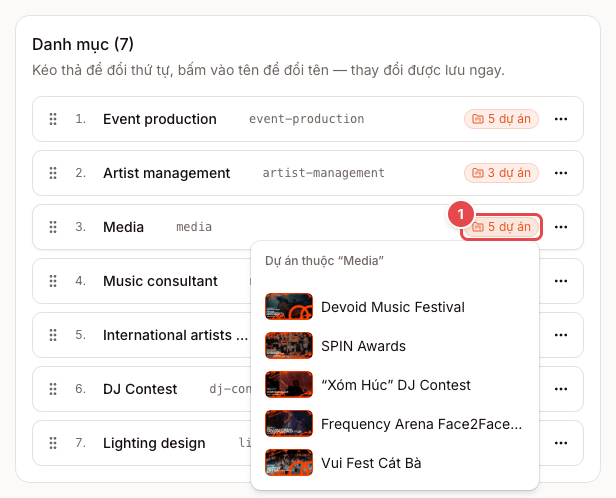 Danh mục (7)
Kéo thả để đổi thứ tự, bấm vào tên để đổi tên — thay đổi được lưu ngay.
1. Event production event-production 5 dự án
2. Artist management artist-management 3 dự án
3. Media media 5 dự án
1
4. Music consultant
5. International artists ...
6. DJ Contest dj-con
7. Lighting design li
Dự án thuộc “Media”
Devoid Music Festival
SPIN Awards
“Xóm Húc” DJ Contest
Frequency Arena Face2Face...
Vui Fest Cát Bà